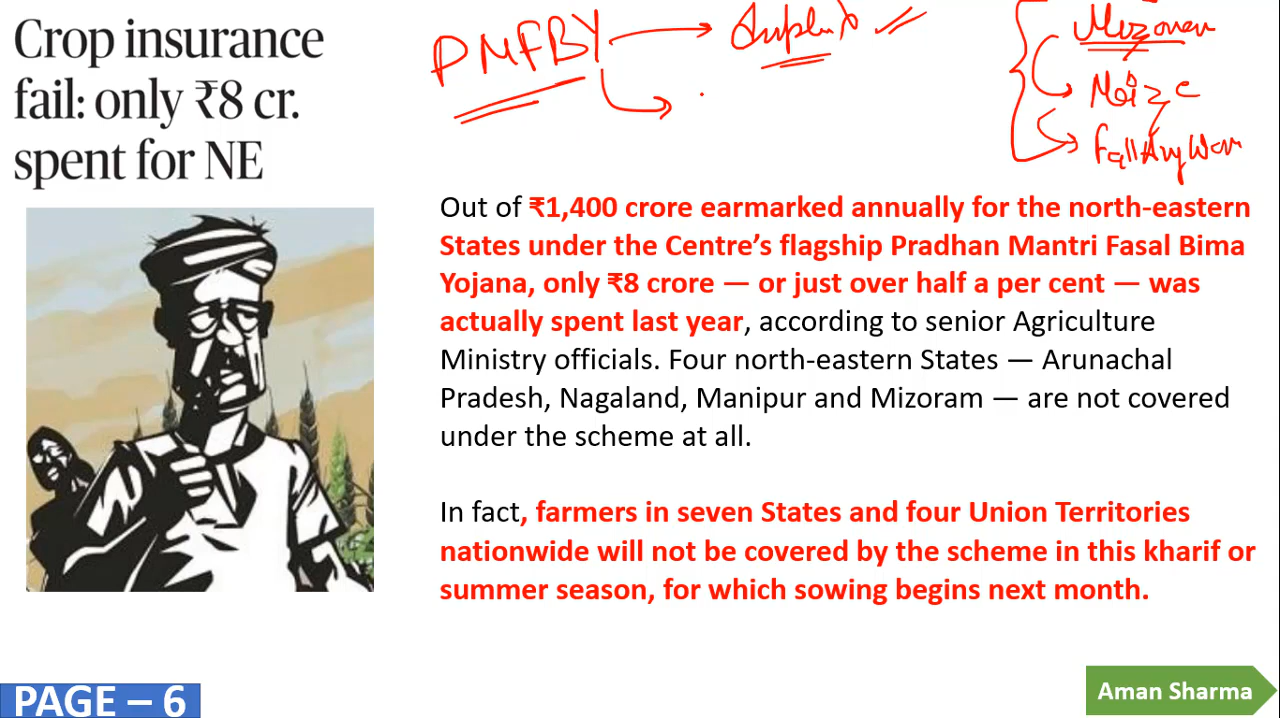 Crop insurance
fail: only ₹8 cr.
spent for NE
PMFBY
Mizoram
Maize
Out of ₹1,400 crore earmarked annually for the north-eastern
States under the Centre's flagship Pradhan Mantri Fasal Bima
Yojana, only ₹8 crore — or just over half a per cent — was
actually spent last year, according to senior Agriculture
Ministry officials. Four north-eastern States — Arunachal
Pradesh, Nagaland, Manipur and Mizoram — are not covered
under the scheme at all.
In fact, farmers in seven States and four Union Territories
nationwide will not be covered by the scheme in this kharif or
summer season, for which sowing begins next month.
PAGE – 6
Aman Sharma